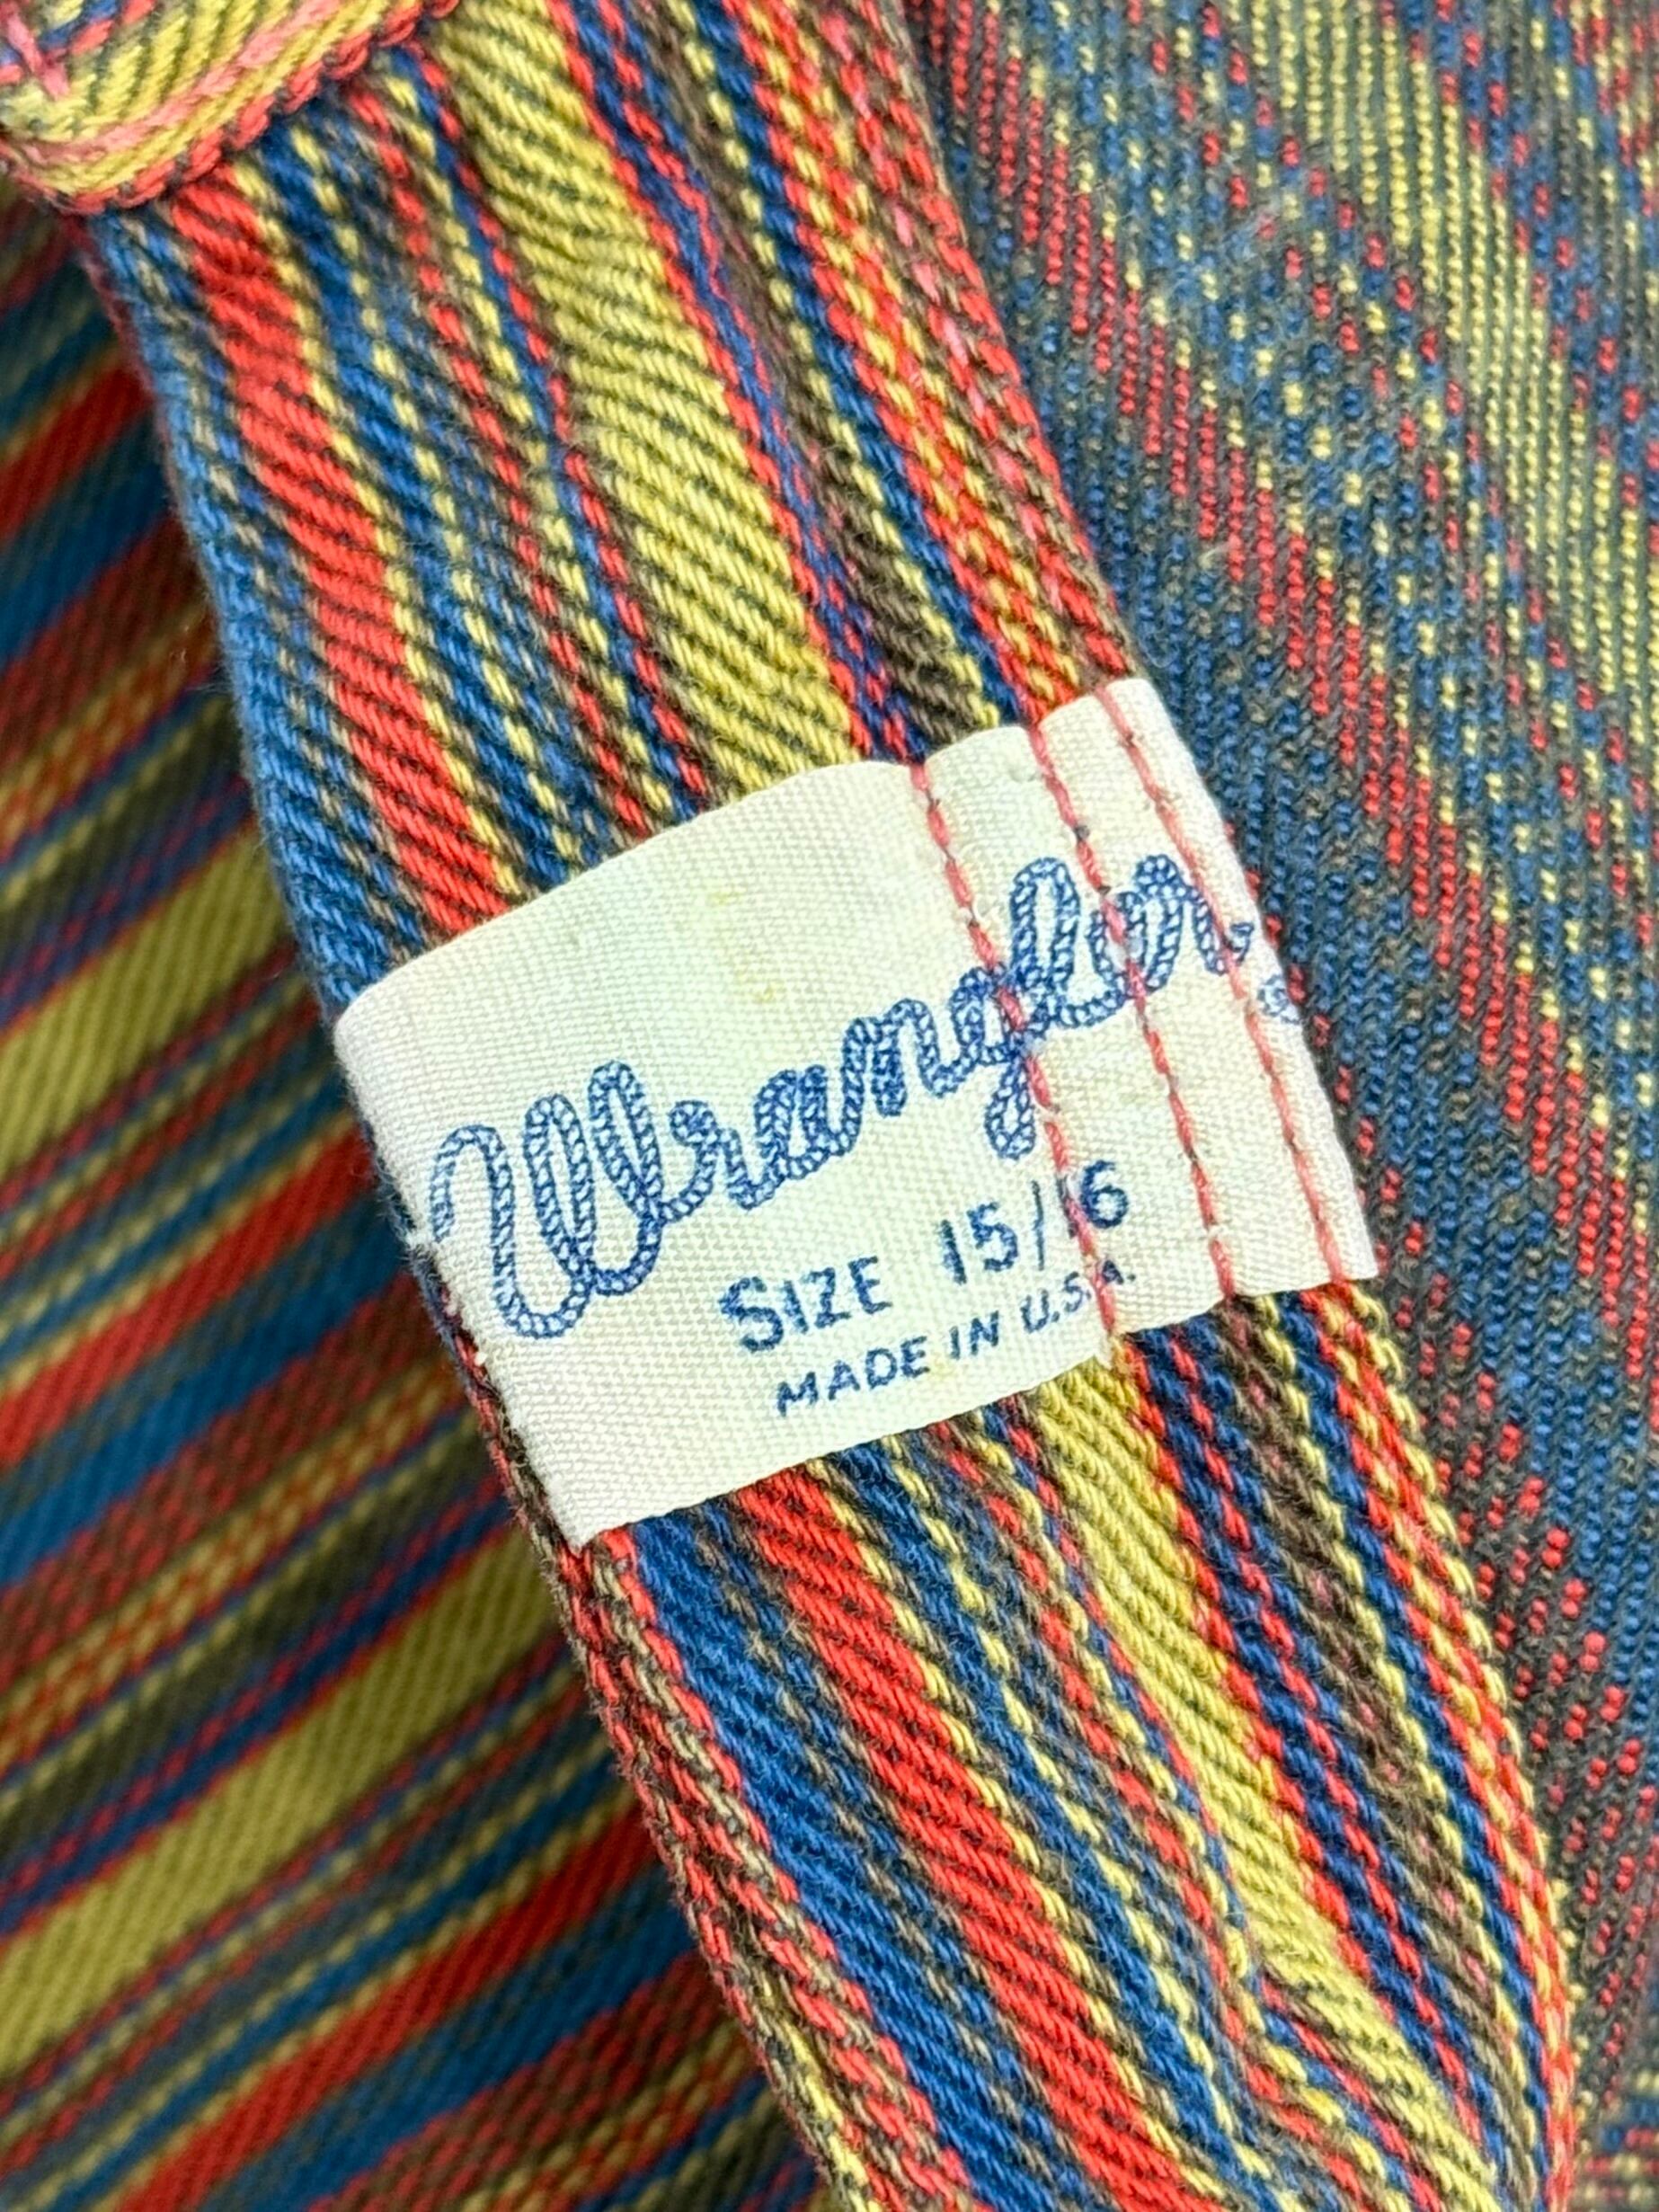 Wrangler®
SIZE 15/16
MADE IN U.S.A.